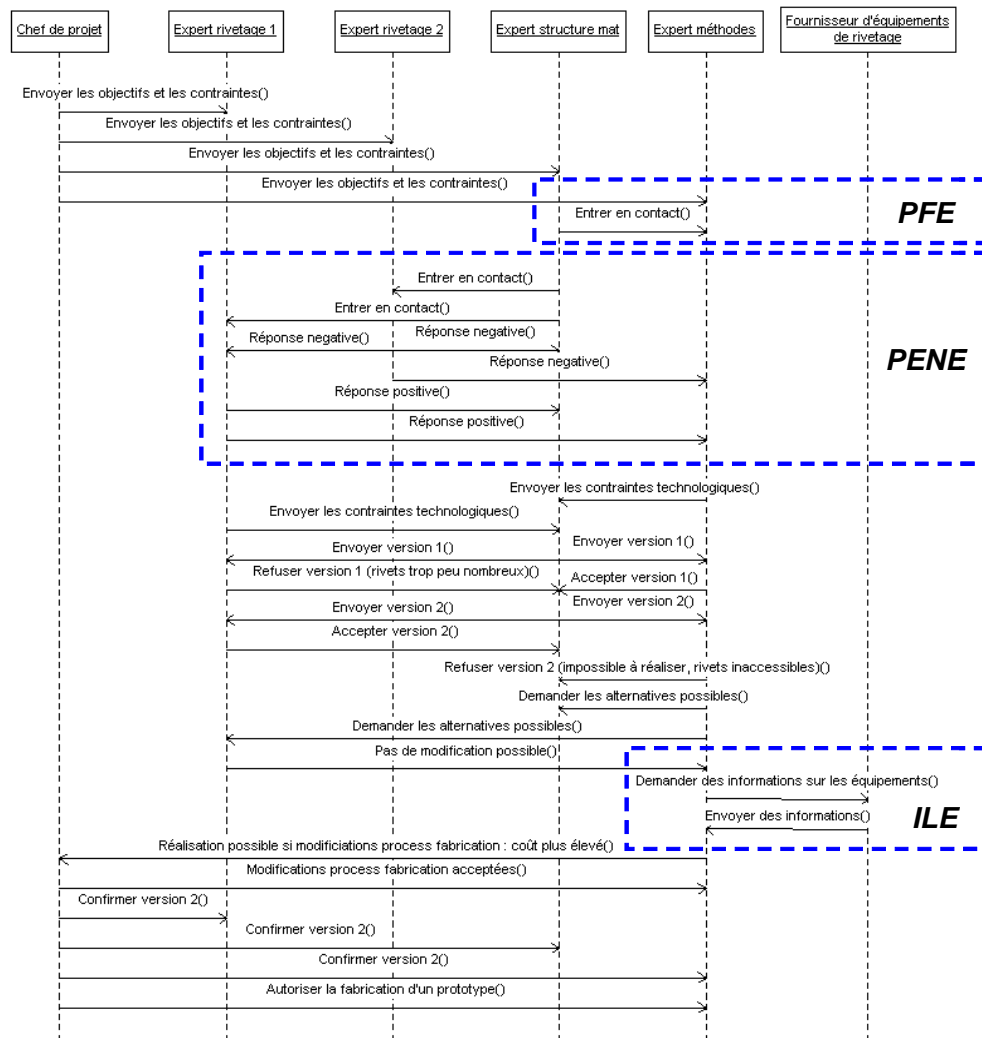 Chef de projet
Expert rivetage 1
Expert rivetage 2
Expert structure mat
Expert méthodes
Fournisseur d'équipements
de rivetage
Envoyer les objectifs et les contraintes()
Envoyer les objectifs et les contraintes()
Envoyer les objectifs et les contraintes()
Envoyer les objectifs et les contraintes()
Entrer en contact()
PFE
Entrer en contact()
Entrer en contact()
Réponse negative()
Réponse negative()
Réponse negative()
PENE
Réponse positive()
Réponse positive()
Envoyer les contraintes technologiques()
Envoyer les contraintes technologiques()
Envoyer version 1()
Envoyer version 1()
Refuser version 1 (rivets trop peu nombreux)()
Accepter version 1()
Envoyer version 2()
Envoyer version 2()
Accepter version 2()
Refuser version 2 (impossible à réaliser, rivets inaccessibles)()
Demander les alternatives possibles()
Demander les alternatives possibles()
Pas de modification possible()
Demander des informations sur les équipements()
Envoyer des informations()
ILE
Réalisation possible si modificiations process fabrication : coût plus élevé()
Modifications process fabrication acceptées()
Confirmer version 2()
Confirmer version 2()
Confirmer version 2()
Autoriser la fabrication d'un prototype()